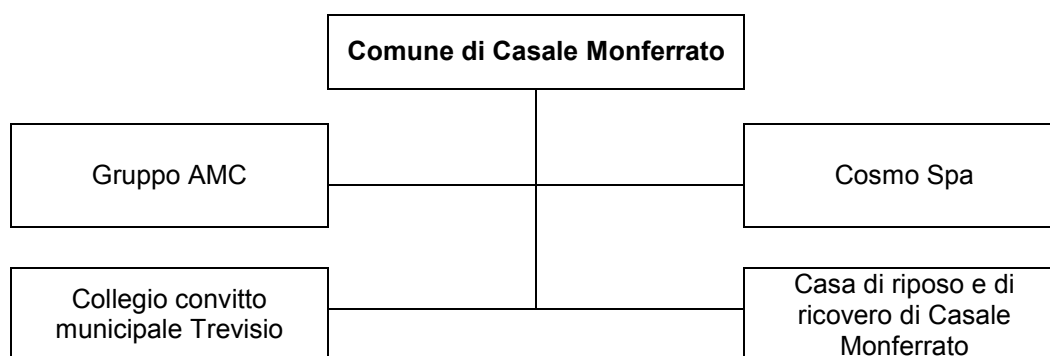 Comune di Casale Monferrato
Gruppo AMC
Cosmo Spa
Collegio convitto
municipale Trevisio
Casa di riposo e di
ricovero di Casale
Monferrato